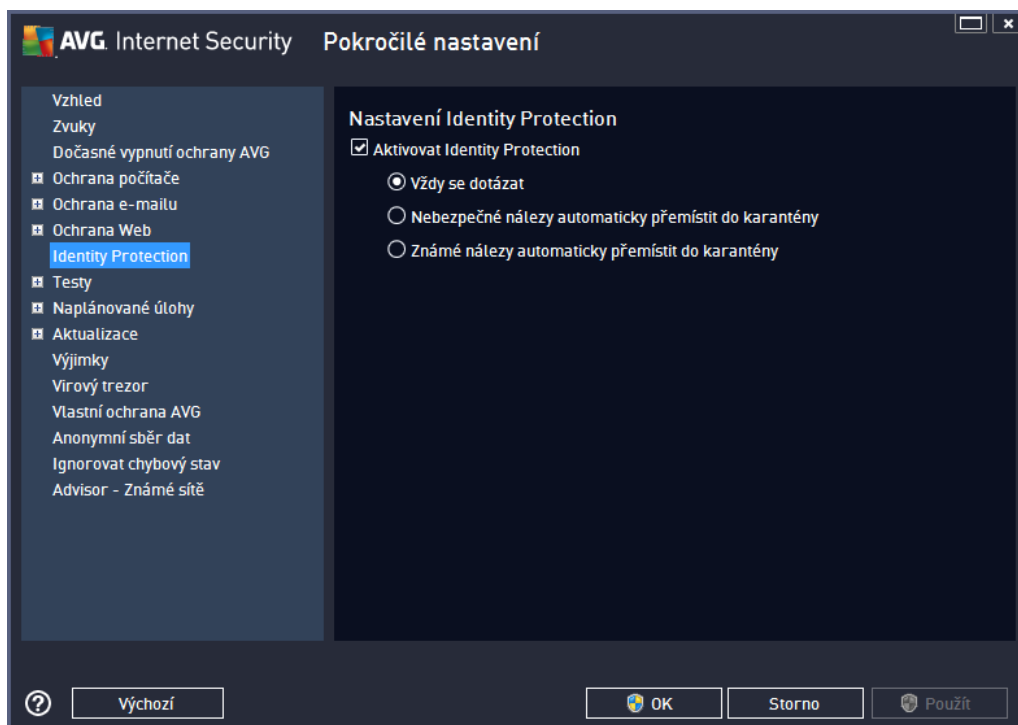 AVG. Internet Security Pokročilé nastavení
Vzhled
Zvuky
Dočasné vypnutí ochrany AVG
Ochrana počítače
Ochrana e-mailu
Ochrana Web
Identity Protection
Testy
Naplánované úlohy
Aktualizace
Výjimky
Virový trezor
Vlastní ochrana AVG
Anonymní sběr dat
Ignorovat chybový stav
Advisor - Známé sítě
Nastavení Identity Protection
Aktivovat Identity Protection
Vždy se dotázat
Nebezpečné nálezy automaticky přemístit do karantény
Známé nálezy automaticky přemístit do karantény
? Výchozí OK Storno Použít